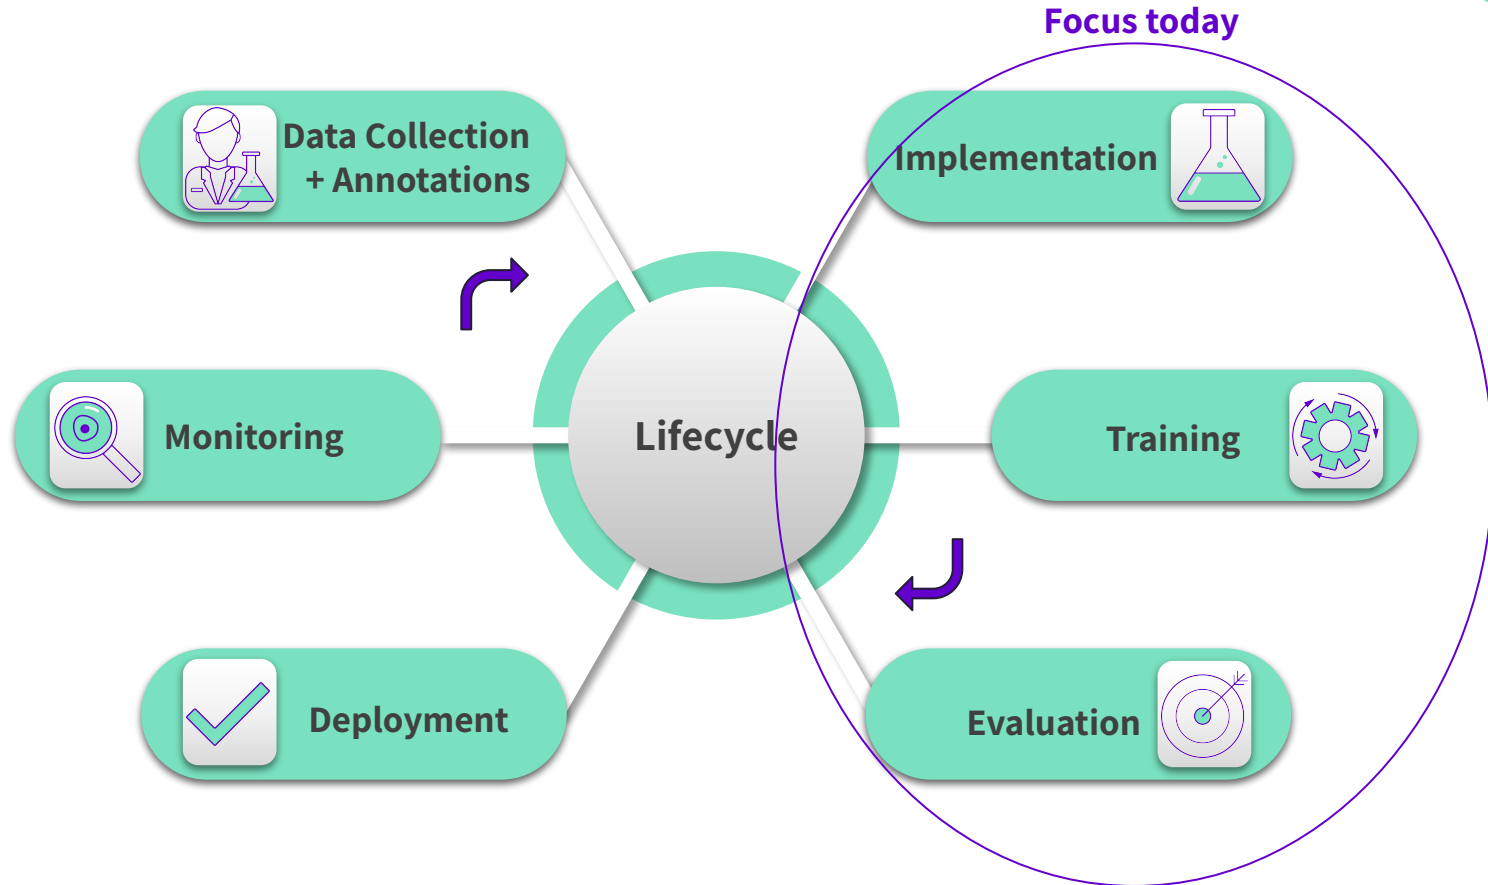 Focus today
Data Collection
+ Annotations
Implementation
Monitoring
Lifecycle
Training
Deployment
Evaluation